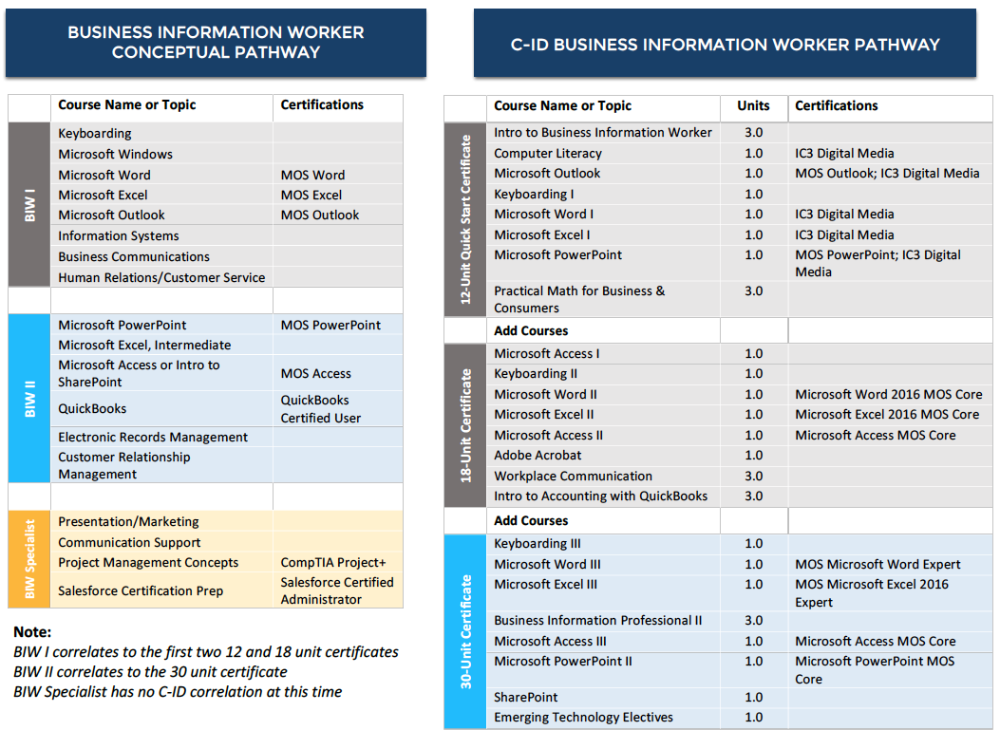 BUSINESS INFORMATION WORKER
CONCEPTUAL PATHWAY
Course Name or Topic Certifications
BIW I
Keyboarding
Microsoft Windows
Microsoft Word MOS Word
Microsoft Excel MOS Excel
Microsoft Outlook MOS Outlook
Information Systems
Business Communications
Human Relations/Customer Service
BIW II
Microsoft PowerPoint MOS PowerPoint
Microsoft Excel, Intermediate
Microsoft Access or Intro to
SharePoint
MOS Access
QuickBooks
QuickBooks
Certified User
Electronic Records Management
Customer Relationship
Management
BIW Specialist
Presentation/Marketing
Communication Support
Project Management Concepts CompTIA Project+
Salesforce Certification Prep
Salesforce Certified
Administrator
Note:
BIW I correlates to the first two 12 and 18 unit certificates
BIW II correlates to the 30 unit certificate
BIW Specialist has no C-ID correlation at this time
C-ID BUSINESS INFORMATION WORKER PATHWAY
Course Name or Topic Units Certifications
12-Unit Quick Start Certificate
Intro to Business Information Worker 3.0
Computer Literacy 1.0 IC3 Digital Media
Microsoft Outlook 1.0 MOS Outlook; IC3 Digital Media
Keyboarding I 1.0
Microsoft Word I 1.0 IC3 Digital Media
Microsoft Excel I 1.0 IC3 Digital Media
Microsoft PowerPoint 1.0 MOS PowerPoint; IC3 Digital
Media
Practical Math for Business & 3.0
Consumers
Add Courses
18-Unit Certificate
Microsoft Access I 1.0
Keyboarding II 1.0
Microsoft Word II 1.0 Microsoft Word 2016 MOS Core
Microsoft Excel II 1.0 Microsoft Excel 2016 MOS Core
Microsoft Access II 1.0 Microsoft Access MOS Core
Adobe Acrobat 1.0
Workplace Communication 3.0
Intro to Accounting with QuickBooks 3.0
Add Courses
30-Unit Certificate
Keyboarding III 1.0
Microsoft Word III 1.0 MOS Microsoft Word Expert
Microsoft Excel III 1.0 MOS Microsoft Excel 2016
Expert
Business Information Professional II 3.0
Microsoft Access III 1.0 Microsoft Access MOS Core
Microsoft PowerPoint II 1.0 Microsoft PowerPoint MOS
Core
SharePoint 1.0
Emerging Technology Electives 1.0